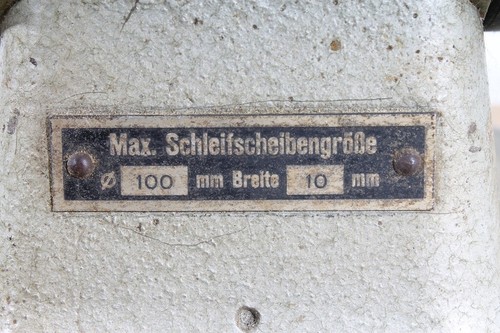 Max. Schleifscheibengröße
Ø 100 mm Breite 10 mm